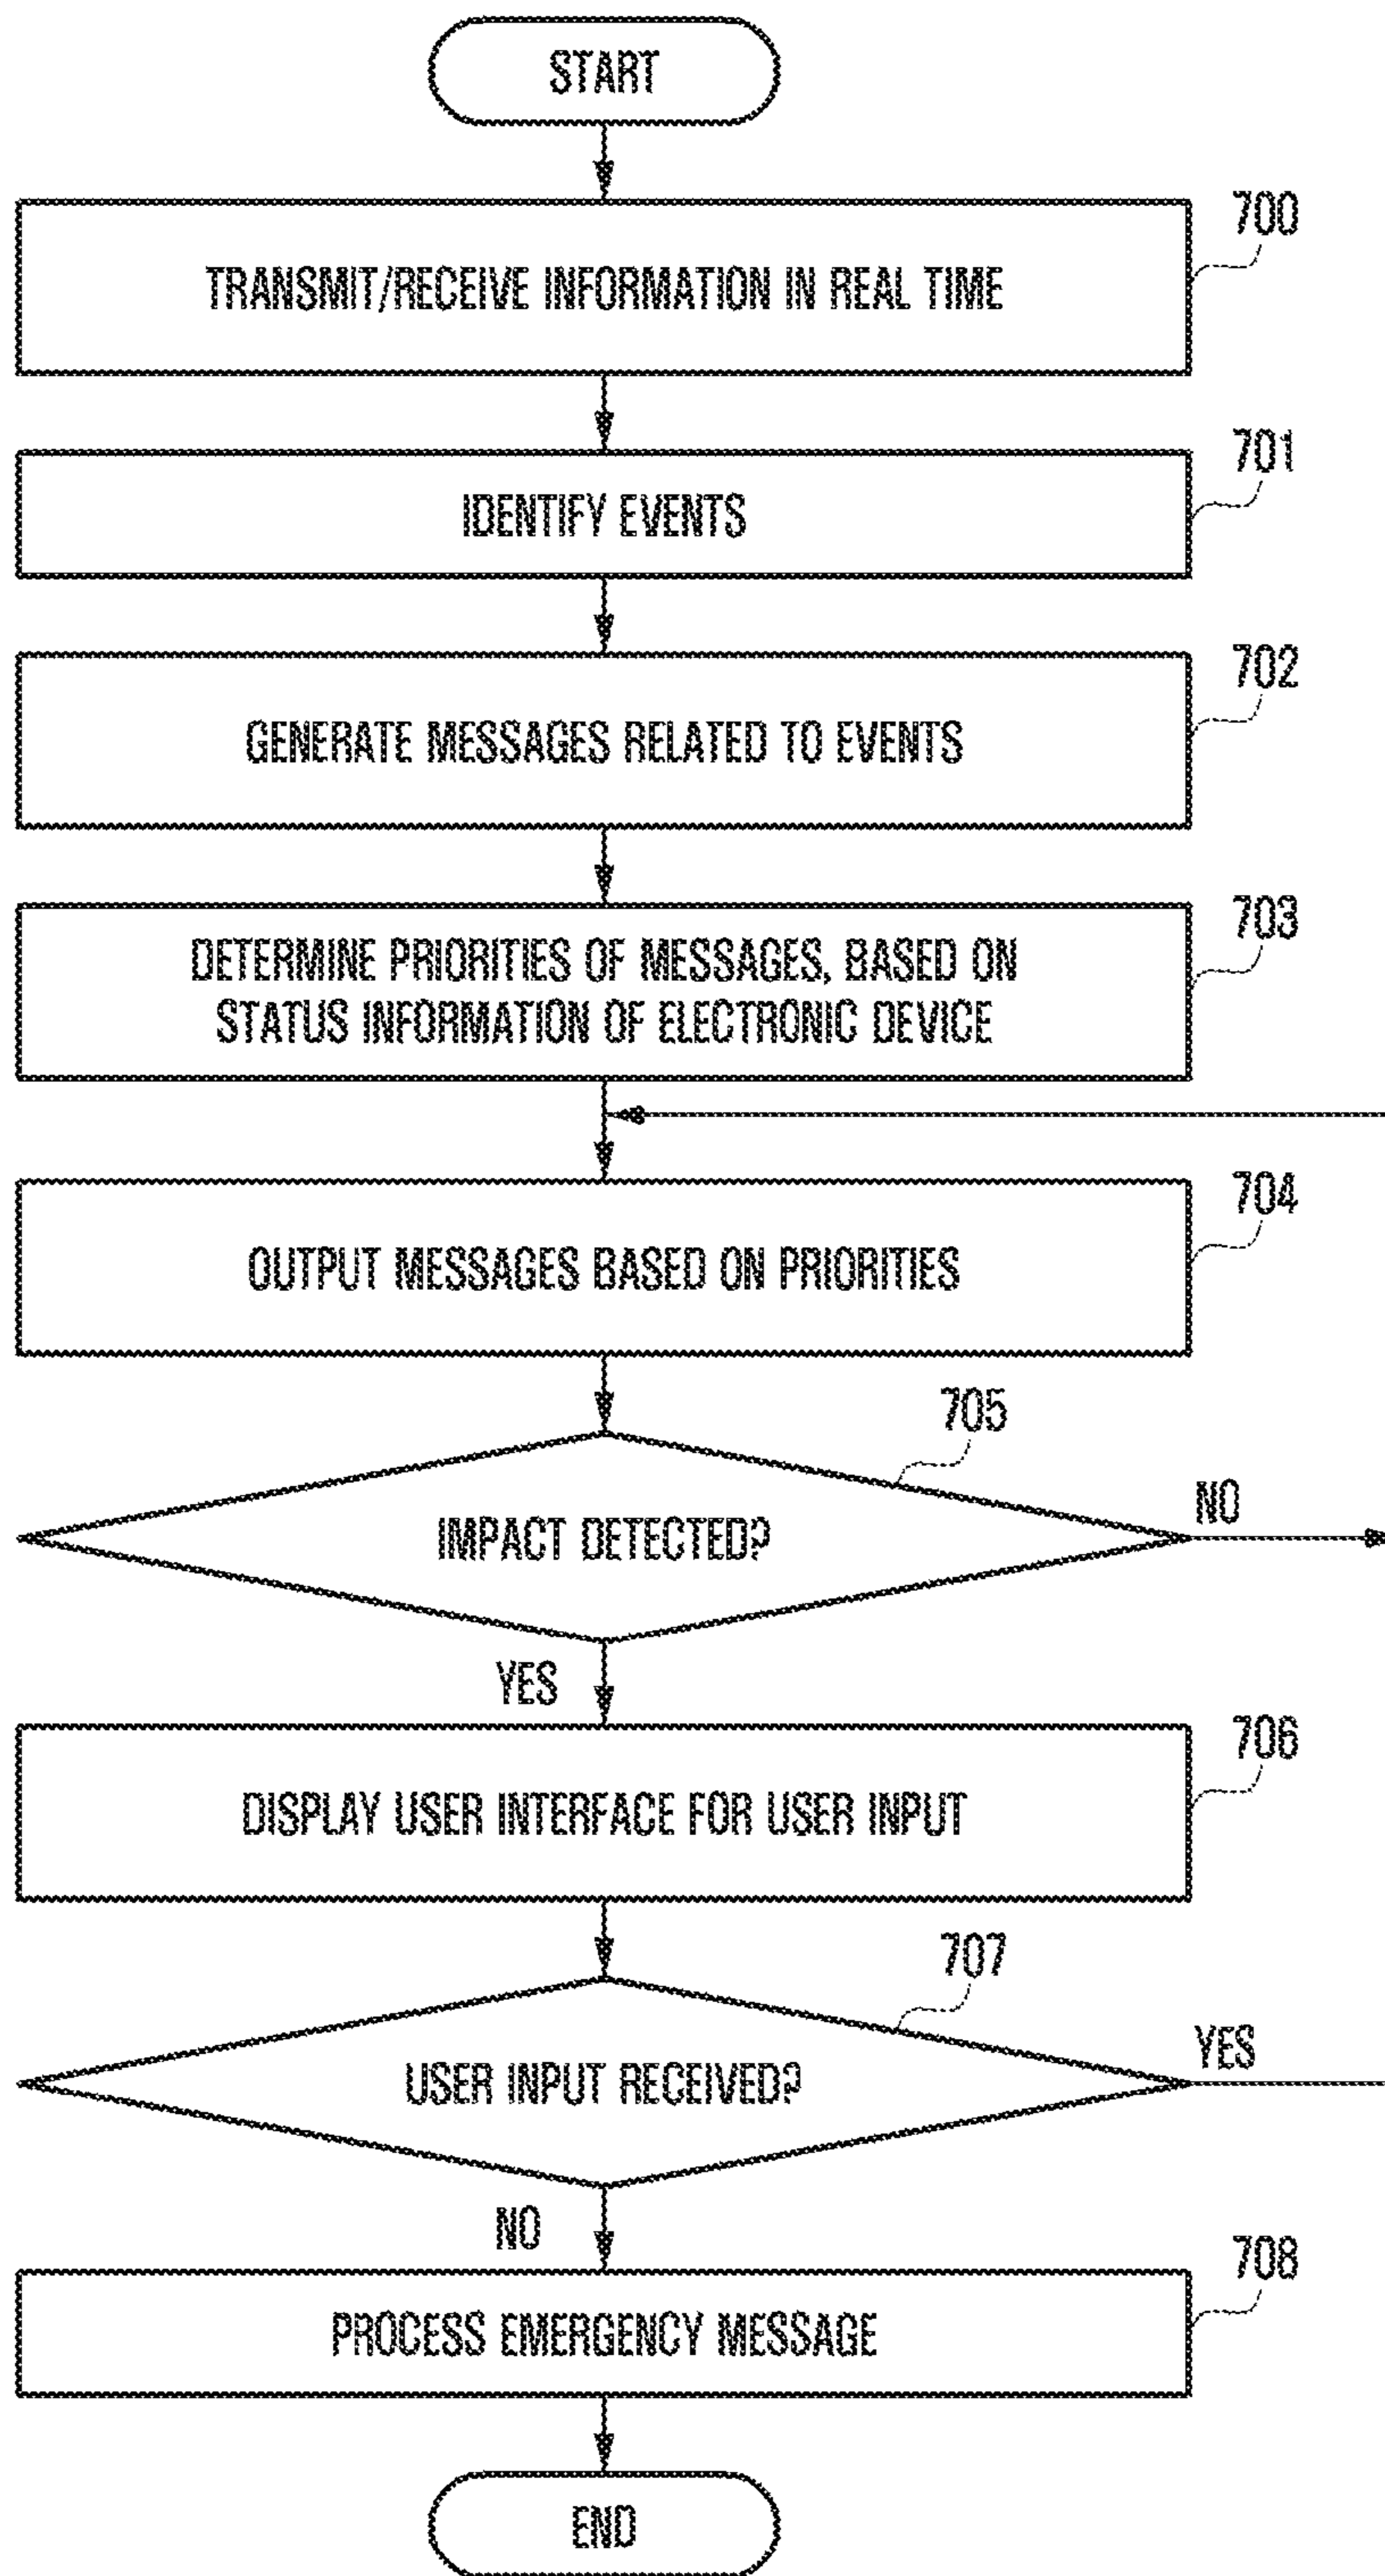 START
700
TRANSMIT/RECEIVE INFORMATION IN REAL TIME
701
IDENTIFY EVENTS
702
GENERATE MESSAGES RELATED TO EVENTS
703
DETERMINE PRIORITIES OF MESSAGES, BASED ON
STATUS INFORMATION OF ELECTRONIC DEVICE
704
OUTPUT MESSAGES BASED ON PRIORITIES
705
NO
IMPACT DETECTED?
YES
706
DISPLAY USER INTERFACE FOR USER INPUT
707
YES
USER INPUT RECEIVED?
NO
708
PROCESS EMERGENCY MESSAGE
END